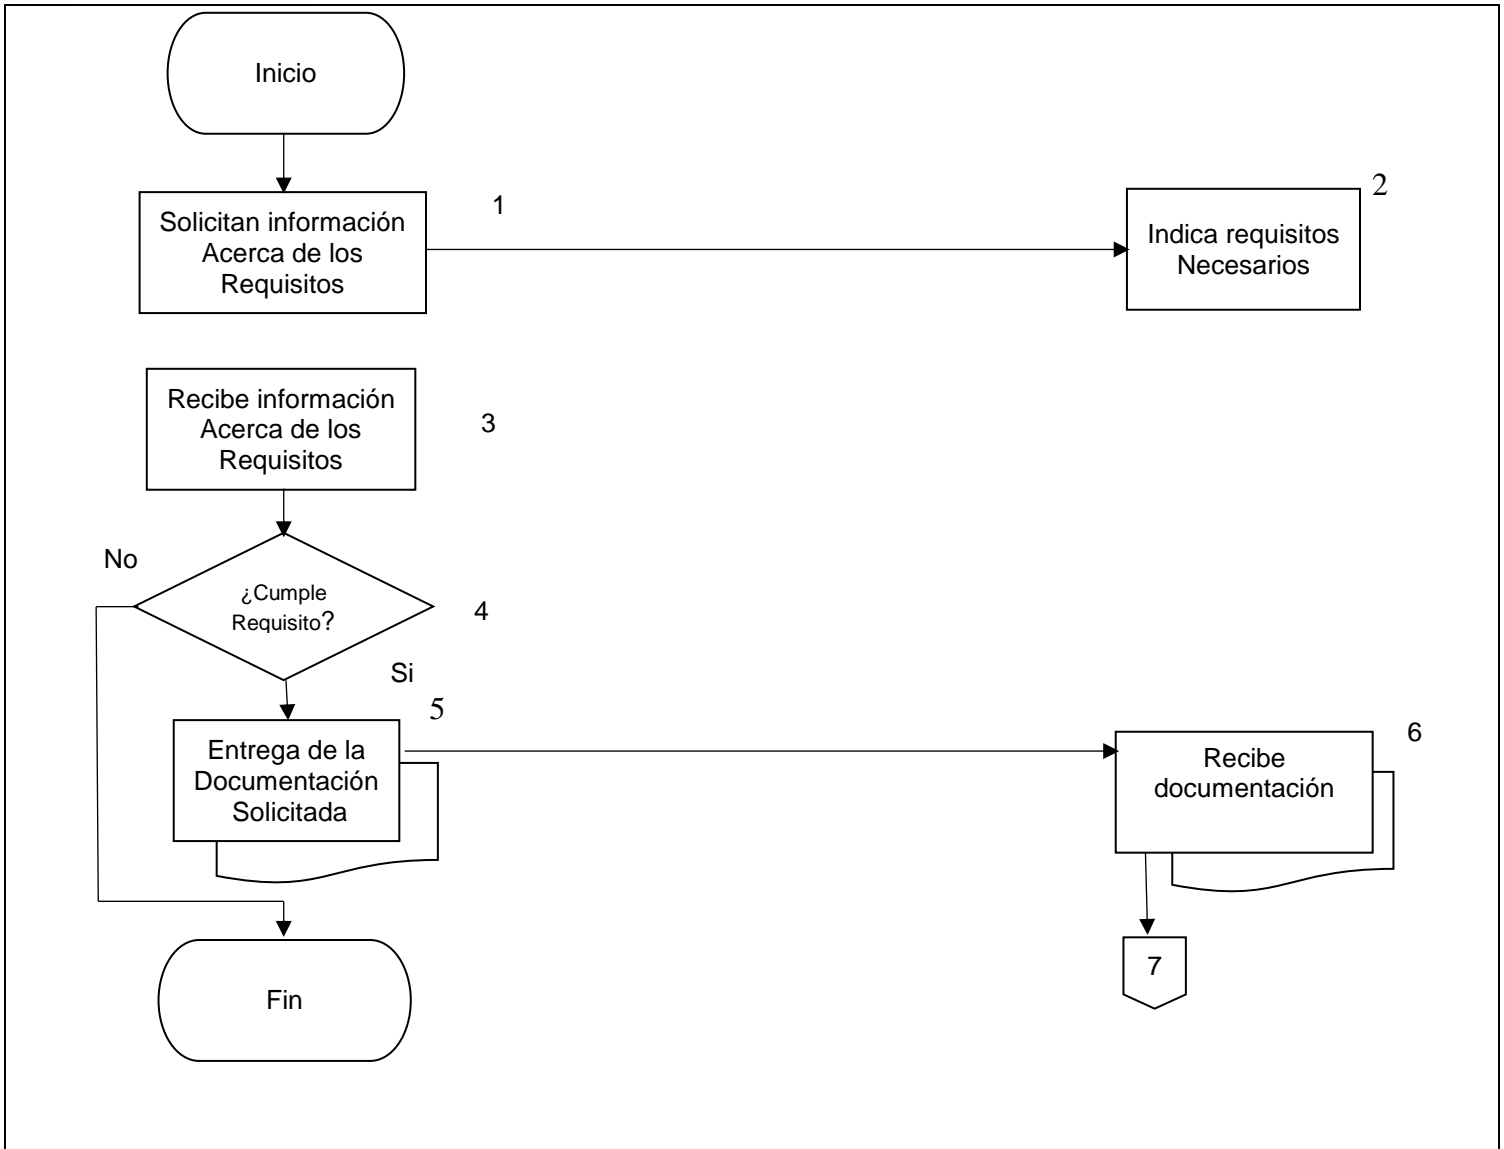 Inicio
1
2
Solicitan información
Acerca de los
Requisitos
Indica requisitos
Necesarios
Recibe información
Acerca de los
Requisitos
3
No
¿Cumple
Requisito?
4
Si
5
Entrega de la
Documentación
Solicitada
6
Recibe
documentación
7
Fin